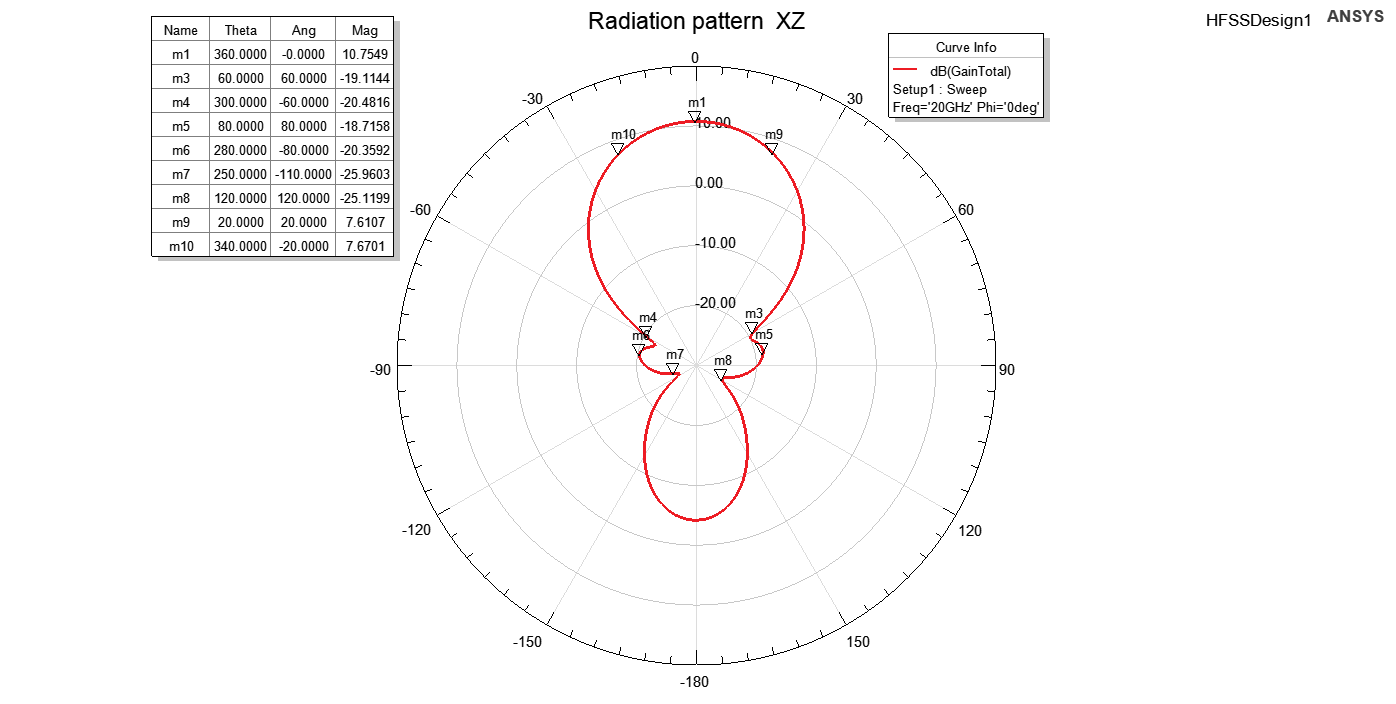 Radiation pattern XZ
HFSSDesign1
ANSYS
Name Theta Ang Mag
m1 360.0000 -0.0000 10.7549
m3 60.0000 60.0000 -19.1144
m4 300.0000 -60.0000 -20.4816
m5 80.0000 80.0000 -18.7158
m6 280.0000 -80.0000 -20.3592
m7 250.0000 -110.0000 -25.9603
m8 120.0000 120.0000 -25.1199
m9 20.0000 20.0000 7.6107
m10 340.0000 -20.0000 7.6701
Curve Info
dB(GainTotal)
Setup1 : Sweep
Freq='20GHz' Phi='0deg'
0
-30
30
m1
10.00
m10
m9
0.00
-60
60
-10.00
-20.00
m4
m3
m6
m5
m7
m8
-90
90
-120
120
-150
150
-180